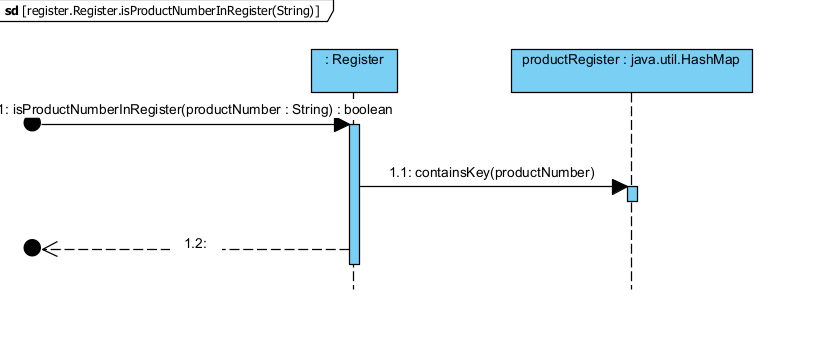 sd [register.Register.isProductNumberInRegister(String)]
: Register
productRegister : java.util.HashMap
1: isProductNumberInRegister(productNumber : String) : boolean
1.1: containsKey(productNumber)
1.2: